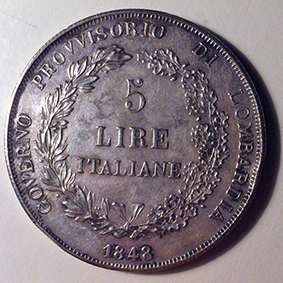 GOVERNO PROVVISORIO DI LOMBARDIA
5
LIRE
ITALIANE
1848